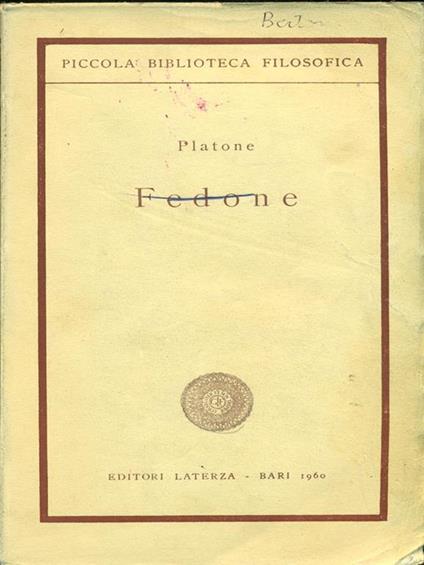 PICCOLA BIBLIOTECA FILOSOFICA
Platone
Fedone
EDITORI LATERZA - BARI 1960